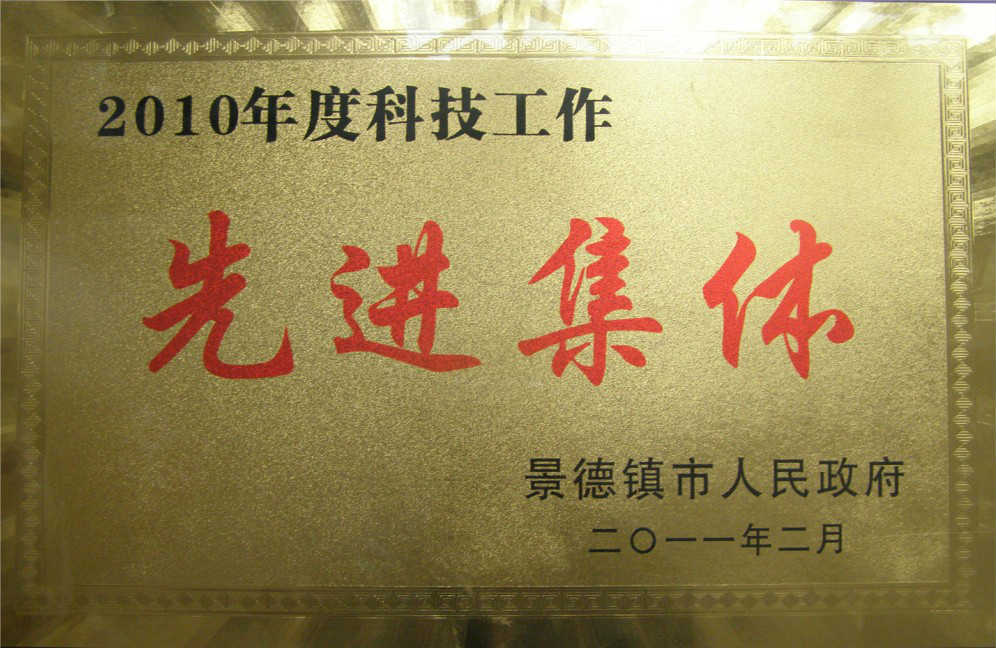 2010年度科技工作
先进集体
景德镇市人民政府
二〇一一年二月